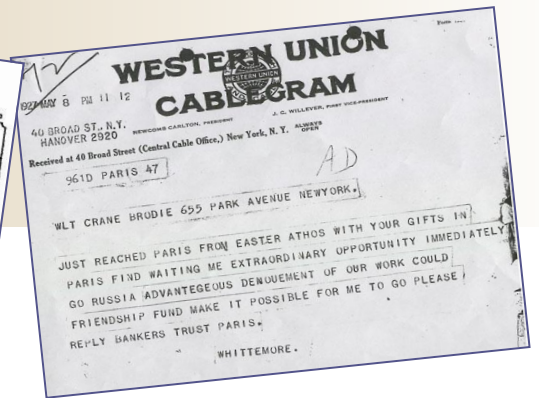 WESTERN UNION
WESTERN UNION
CABLEGRAM
MAY 8 PM 11 12
NEWCOMB CARLTON, PRESIDENT
J. C. WILLEVER, FIRST VICE-PRESIDENT
40 BROAD ST., N.Y.
HANOVER 2920
Received at 40 Broad Street (Central Cable Office,) New York, N. Y. ALWAYS OPEN
961D PARIS 47
AD
WLT CRANE BRODIE 655 PARK AVENUE NEWYORK.
JUST REACHED PARIS FROM EASTER ATHOS WITH YOUR GIFTS IN
PARIS FIND WAITING ME EXTRAORDINARY OPPORTUNITY IMMEDIATELY
GO RUSSIA ADVANTEGEOUS DENOUEMENT OF OUR WORK COULD
FRIENDSHIP FUND MAKE IT POSSIBLE FOR ME TO GO PLEASE
REPLY BANKERS TRUST PARIS.
WHITTEMORE.